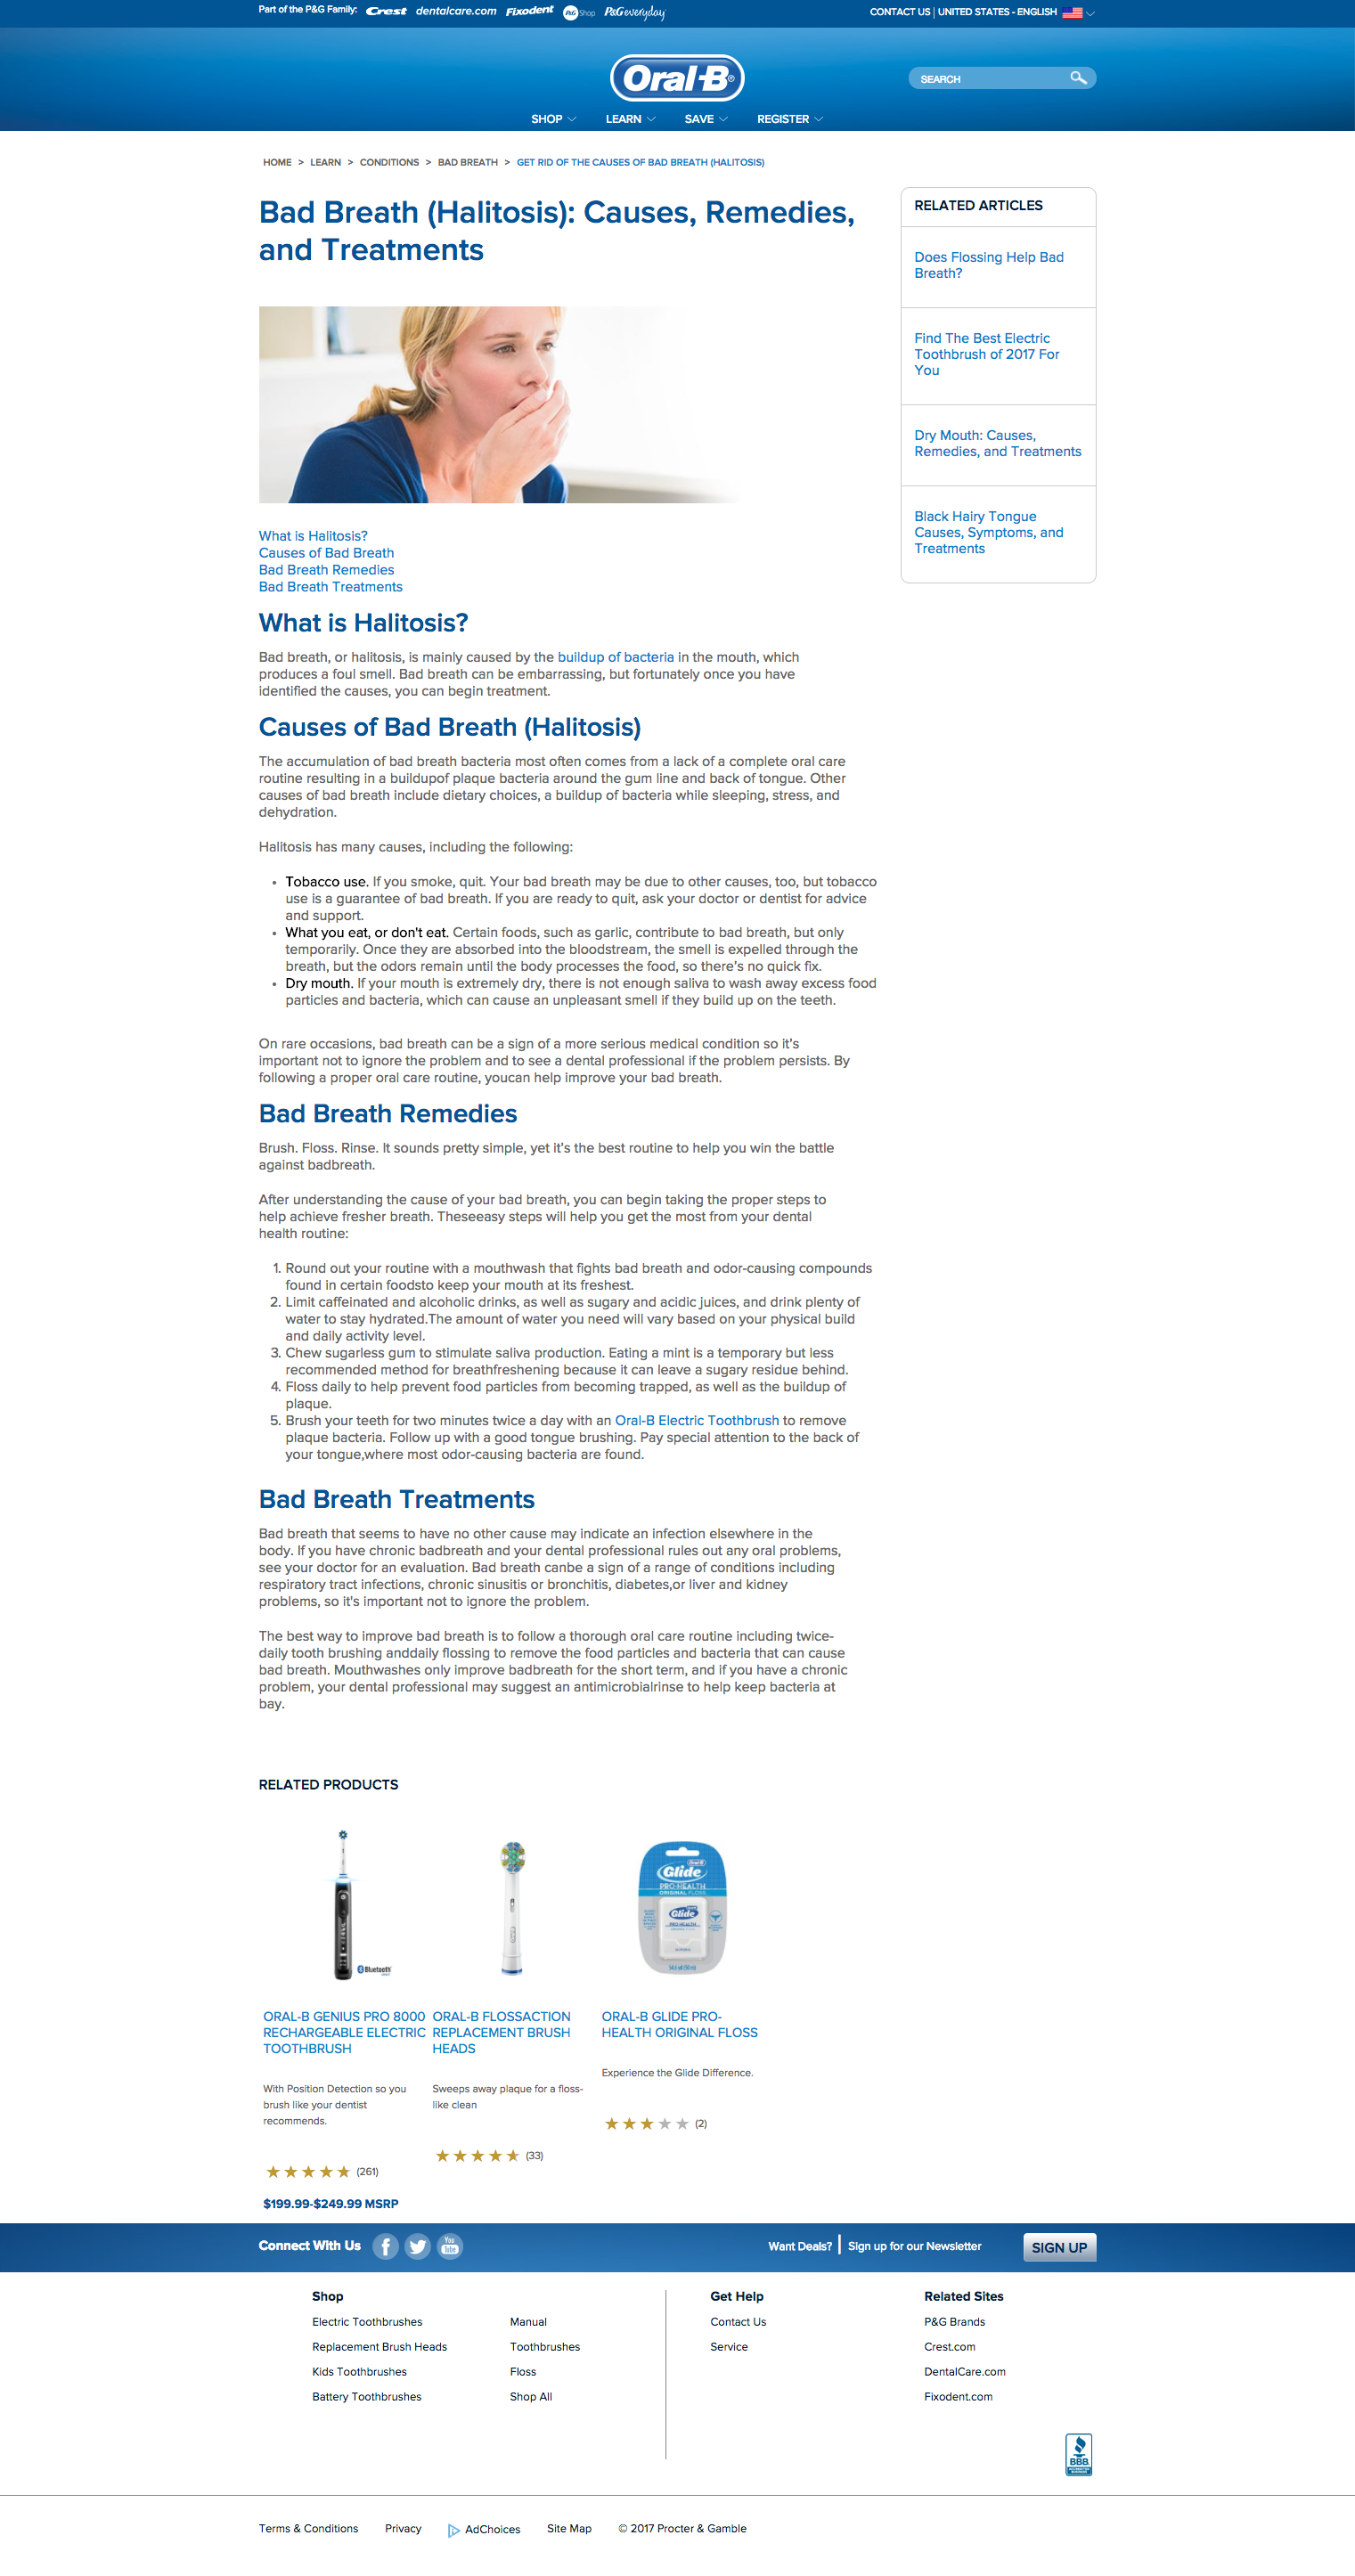 Part of the P&G Family: Crest dentalcare.com Fixodent P&G Shop P&Geveryday
CONTACT US | UNITED STATES - ENGLISH
Oral-B®
SEARCH
SHOP LEARN SAVE REGISTER
HOME > LEARN > CONDITIONS > BAD BREATH > GET RID OF THE CAUSES OF BAD BREATH (HALITOSIS)
Bad Breath (Halitosis): Causes, Remedies,
and Treatments
RELATED ARTICLES
Does Flossing Help Bad
Breath?
Find The Best Electric
Toothbrush of 2017 For
You
Dry Mouth: Causes,
Remedies, and Treatments
Black Hairy Tongue
Causes, Symptoms, and
Treatments
What is Halitosis?
Causes of Bad Breath
Bad Breath Remedies
Bad Breath Treatments
What is Halitosis?
Bad breath, or halitosis, is mainly caused by the buildup of bacteria in the mouth, which
produces a foul smell. Bad breath can be embarrassing, but fortunately once you have
identified the causes, you can begin treatment.
Causes of Bad Breath (Halitosis)
The accumulation of bad breath bacteria most often comes from a lack of a complete oral care
routine resulting in a buildupof plaque bacteria around the gum line and back of tongue. Other
causes of bad breath include dietary choices, a buildup of bacteria while sleeping, stress, and
dehydration.
Halitosis has many causes, including the following:
• Tobacco use. If you smoke, quit. Your bad breath may be due to other causes, too, but tobacco
use is a guarantee of bad breath. If you are ready to quit, ask your doctor or dentist for advice
and support.
• What you eat, or don't eat. Certain foods, such as garlic, contribute to bad breath, but only
temporarily. Once they are absorbed into the bloodstream, the smell is expelled through the
breath, but the odors remain until the body processes the food, so there's no quick fix.
• Dry mouth. If your mouth is extremely dry, there is not enough saliva to wash away excess food
particles and bacteria, which can cause an unpleasant smell if they build up on the teeth.
On rare occasions, bad breath can be a sign of a more serious medical condition so it's
important not to ignore the problem and to see a dental professional if the problem persists. By
following a proper oral care routine, youcan help improve your bad breath.
Bad Breath Remedies
Brush. Floss. Rinse. It sounds pretty simple, yet it's the best routine to help you win the battle
against badbreath.
After understanding the cause of your bad breath, you can begin taking the proper steps to
help achieve fresher breath. Theseeasy steps will help you get the most from your dental
health routine:
1. Round out your routine with a mouthwash that fights bad breath and odor-causing compounds
found in certain foodsto keep your mouth at its freshest.
2. Limit caffeinated and alcoholic drinks, as well as sugary and acidic juices, and drink plenty of
water to stay hydrated.The amount of water you need will vary based on your physical build
and daily activity level.
3. Chew sugarless gum to stimulate saliva production. Eating a mint is a temporary but less
recommended method for breathfreshening because it can leave a sugary residue behind.
4. Floss daily to help prevent food particles from becoming trapped, as well as the buildup of
plaque.
5. Brush your teeth for two minutes twice a day with an Oral-B Electric Toothbrush to remove
plaque bacteria. Follow up with a good tongue brushing. Pay special attention to the back of
your tongue,where most odor-causing bacteria are found.
Bad Breath Treatments
Bad breath that seems to have no other cause may indicate an infection elsewhere in the
body. If you have chronic badbreath and your dental professional rules out any oral problems,
see your doctor for an evaluation. Bad breath canbe a sign of a range of conditions including
respiratory tract infections, chronic sinusitis or bronchitis, diabetes,or liver and kidney
problems, so it's important not to ignore the problem.
The best way to improve bad breath is to follow a thorough oral care routine including twice-
daily tooth brushing anddaily flossing to remove the food particles and bacteria that can cause
bad breath. Mouthwashes only improve badbreath for the short term, and if you have a chronic
problem, your dental professional may suggest an antimicrobialrinse to help keep bacteria at
bay.
RELATED PRODUCTS
Bluetooth
Oral-B
Glide
PRO-HEALTH
ORIGINAL FLOSS
Glide
PRO-HEALTH
ORAL-B GENIUS PRO 8000
RECHARGEABLE ELECTRIC
TOOTHBRUSH
With Position Detection so you
brush like your dentist
recommends.
(261)
$199.99-$249.99 MSRP
ORAL-B FLOSSACTION
REPLACEMENT BRUSH
HEADS
Sweeps away plaque for a floss-
like clean
(33)
ORAL-B GLIDE PRO-
HEALTH ORIGINAL FLOSS
Experience the Glide Difference.
(2)
Connect With Us
You Tube
Want Deals? | Sign up for our Newsletter
SIGN UP
Shop
Electric Toothbrushes
Replacement Brush Heads
Kids Toothbrushes
Battery Toothbrushes
Manual
Toothbrushes
Floss
Shop All
Get Help
Contact Us
Service
Related Sites
P&G Brands
Crest.com
DentalCare.com
Fixodent.com
BBB
Terms & Conditions Privacy AdChoices Site Map © 2017 Procter & Gamble